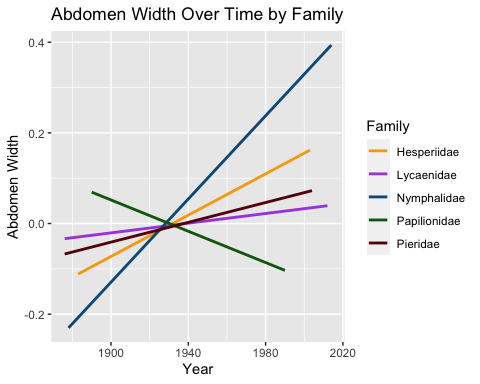 Abdomen Width Over Time by Family
0.4
0.2
0.0
-0.2
Abdomen Width
1900
1940
1980
2020
Year
Family
Hesperiidae
Lycaenidae
Nymphalidae
Papilionidae
Pieridae